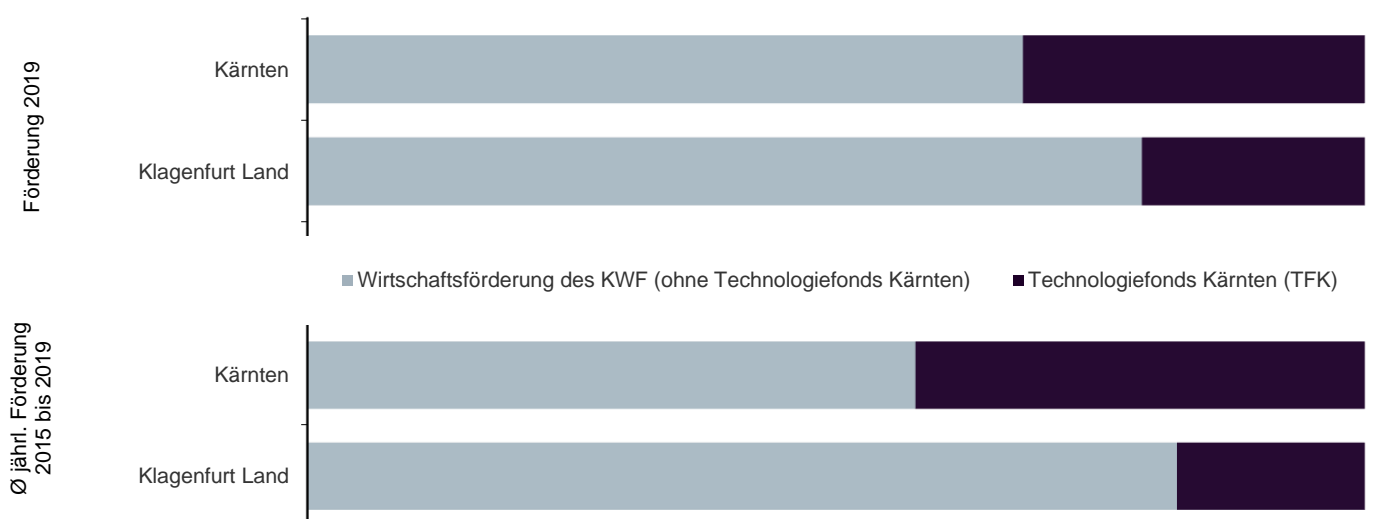 Förderung 2019
Kärnten
Klagenfurt Land
Wirtschaftsförderung des KWF (ohne Technologiefonds Kärnten)
Technologiefonds Kärnten (TFK)
Ø jährl. Förderung
2015 bis 2019
Kärnten
Klagenfurt Land